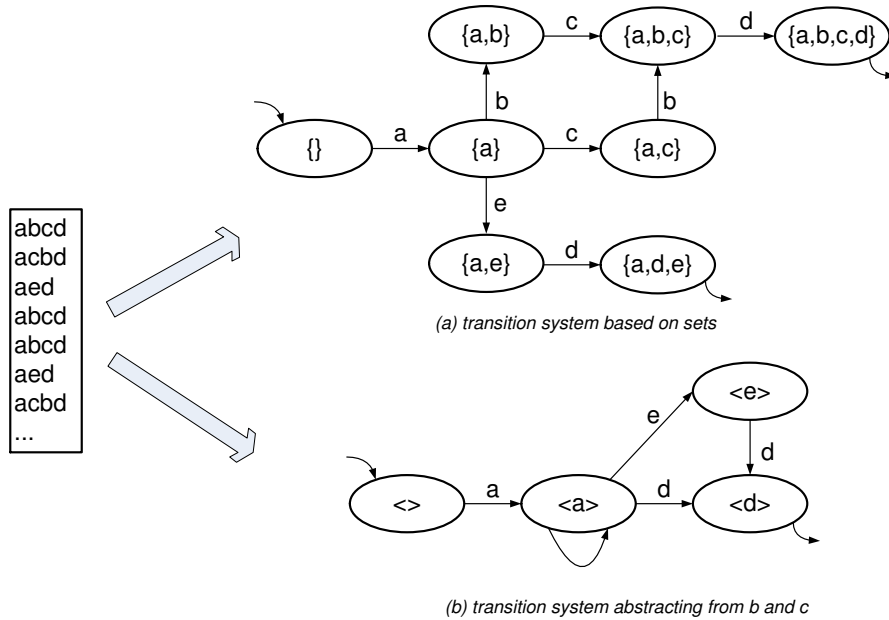 {a,b}
c
{a,b,c}
d
{a,b,c,d}
b
b
{}
a
{a}
c
{a,c}
e
{a,e}
d
{a,d,e}
(a) transition system based on sets
abcd
acbd
aed
abcd
abcd
aed
acbd
...
<e>
e
d
<>
a
<a>
d
<d>
(b) transition system abstracting from b and c